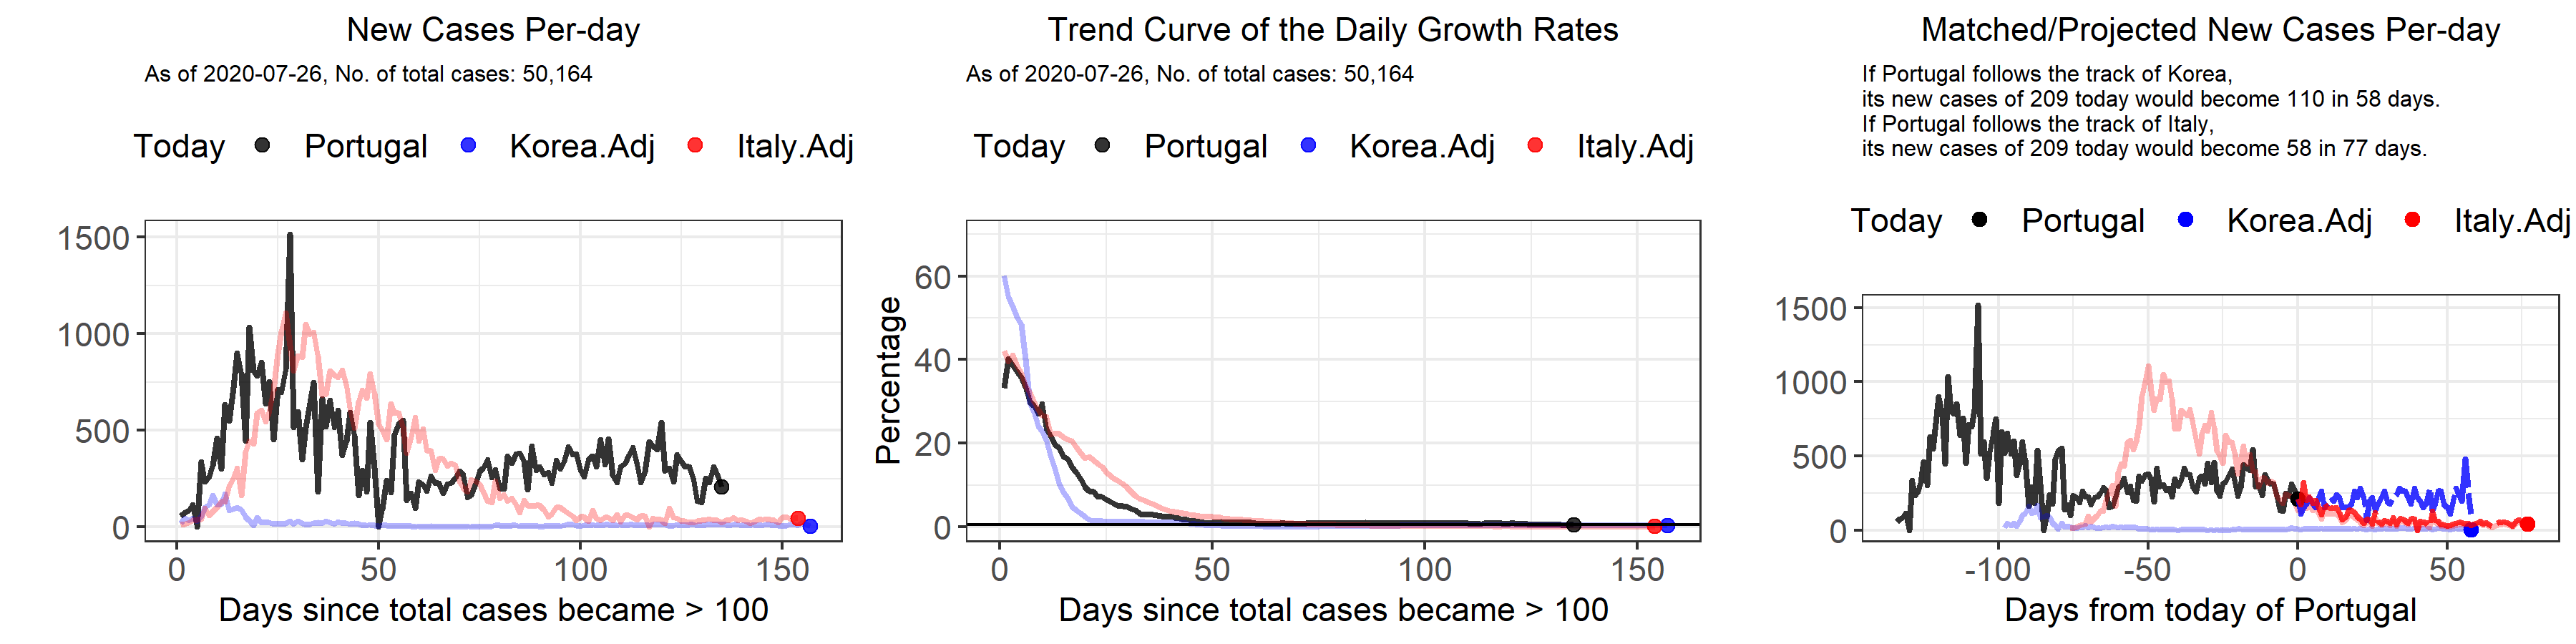 New Cases Per-day
As of 2020-07-26, No. of total cases: 50,164
Today Portugal Korea.Adj Italy.Adj
1500
1000
500
0
0 50 100 150
Days since total cases became > 100
Trend Curve of the Daily Growth Rates
As of 2020-07-26, No. of total cases: 50,164
Today Portugal Korea.Adj Italy.Adj
Percentage
60
40
20
0
0 50 100 150
Days since total cases became > 100
Matched/Projected New Cases Per-day
If Portugal follows the track of Korea,
its new cases of 209 today would become 110 in 58 days.
If Portugal follows the track of Italy,
its new cases of 209 today would become 58 in 77 days.
Today Portugal Korea.Adj Italy.Adj
1500
1000
500
0
-100 -50 0 50
Days from today of Portugal